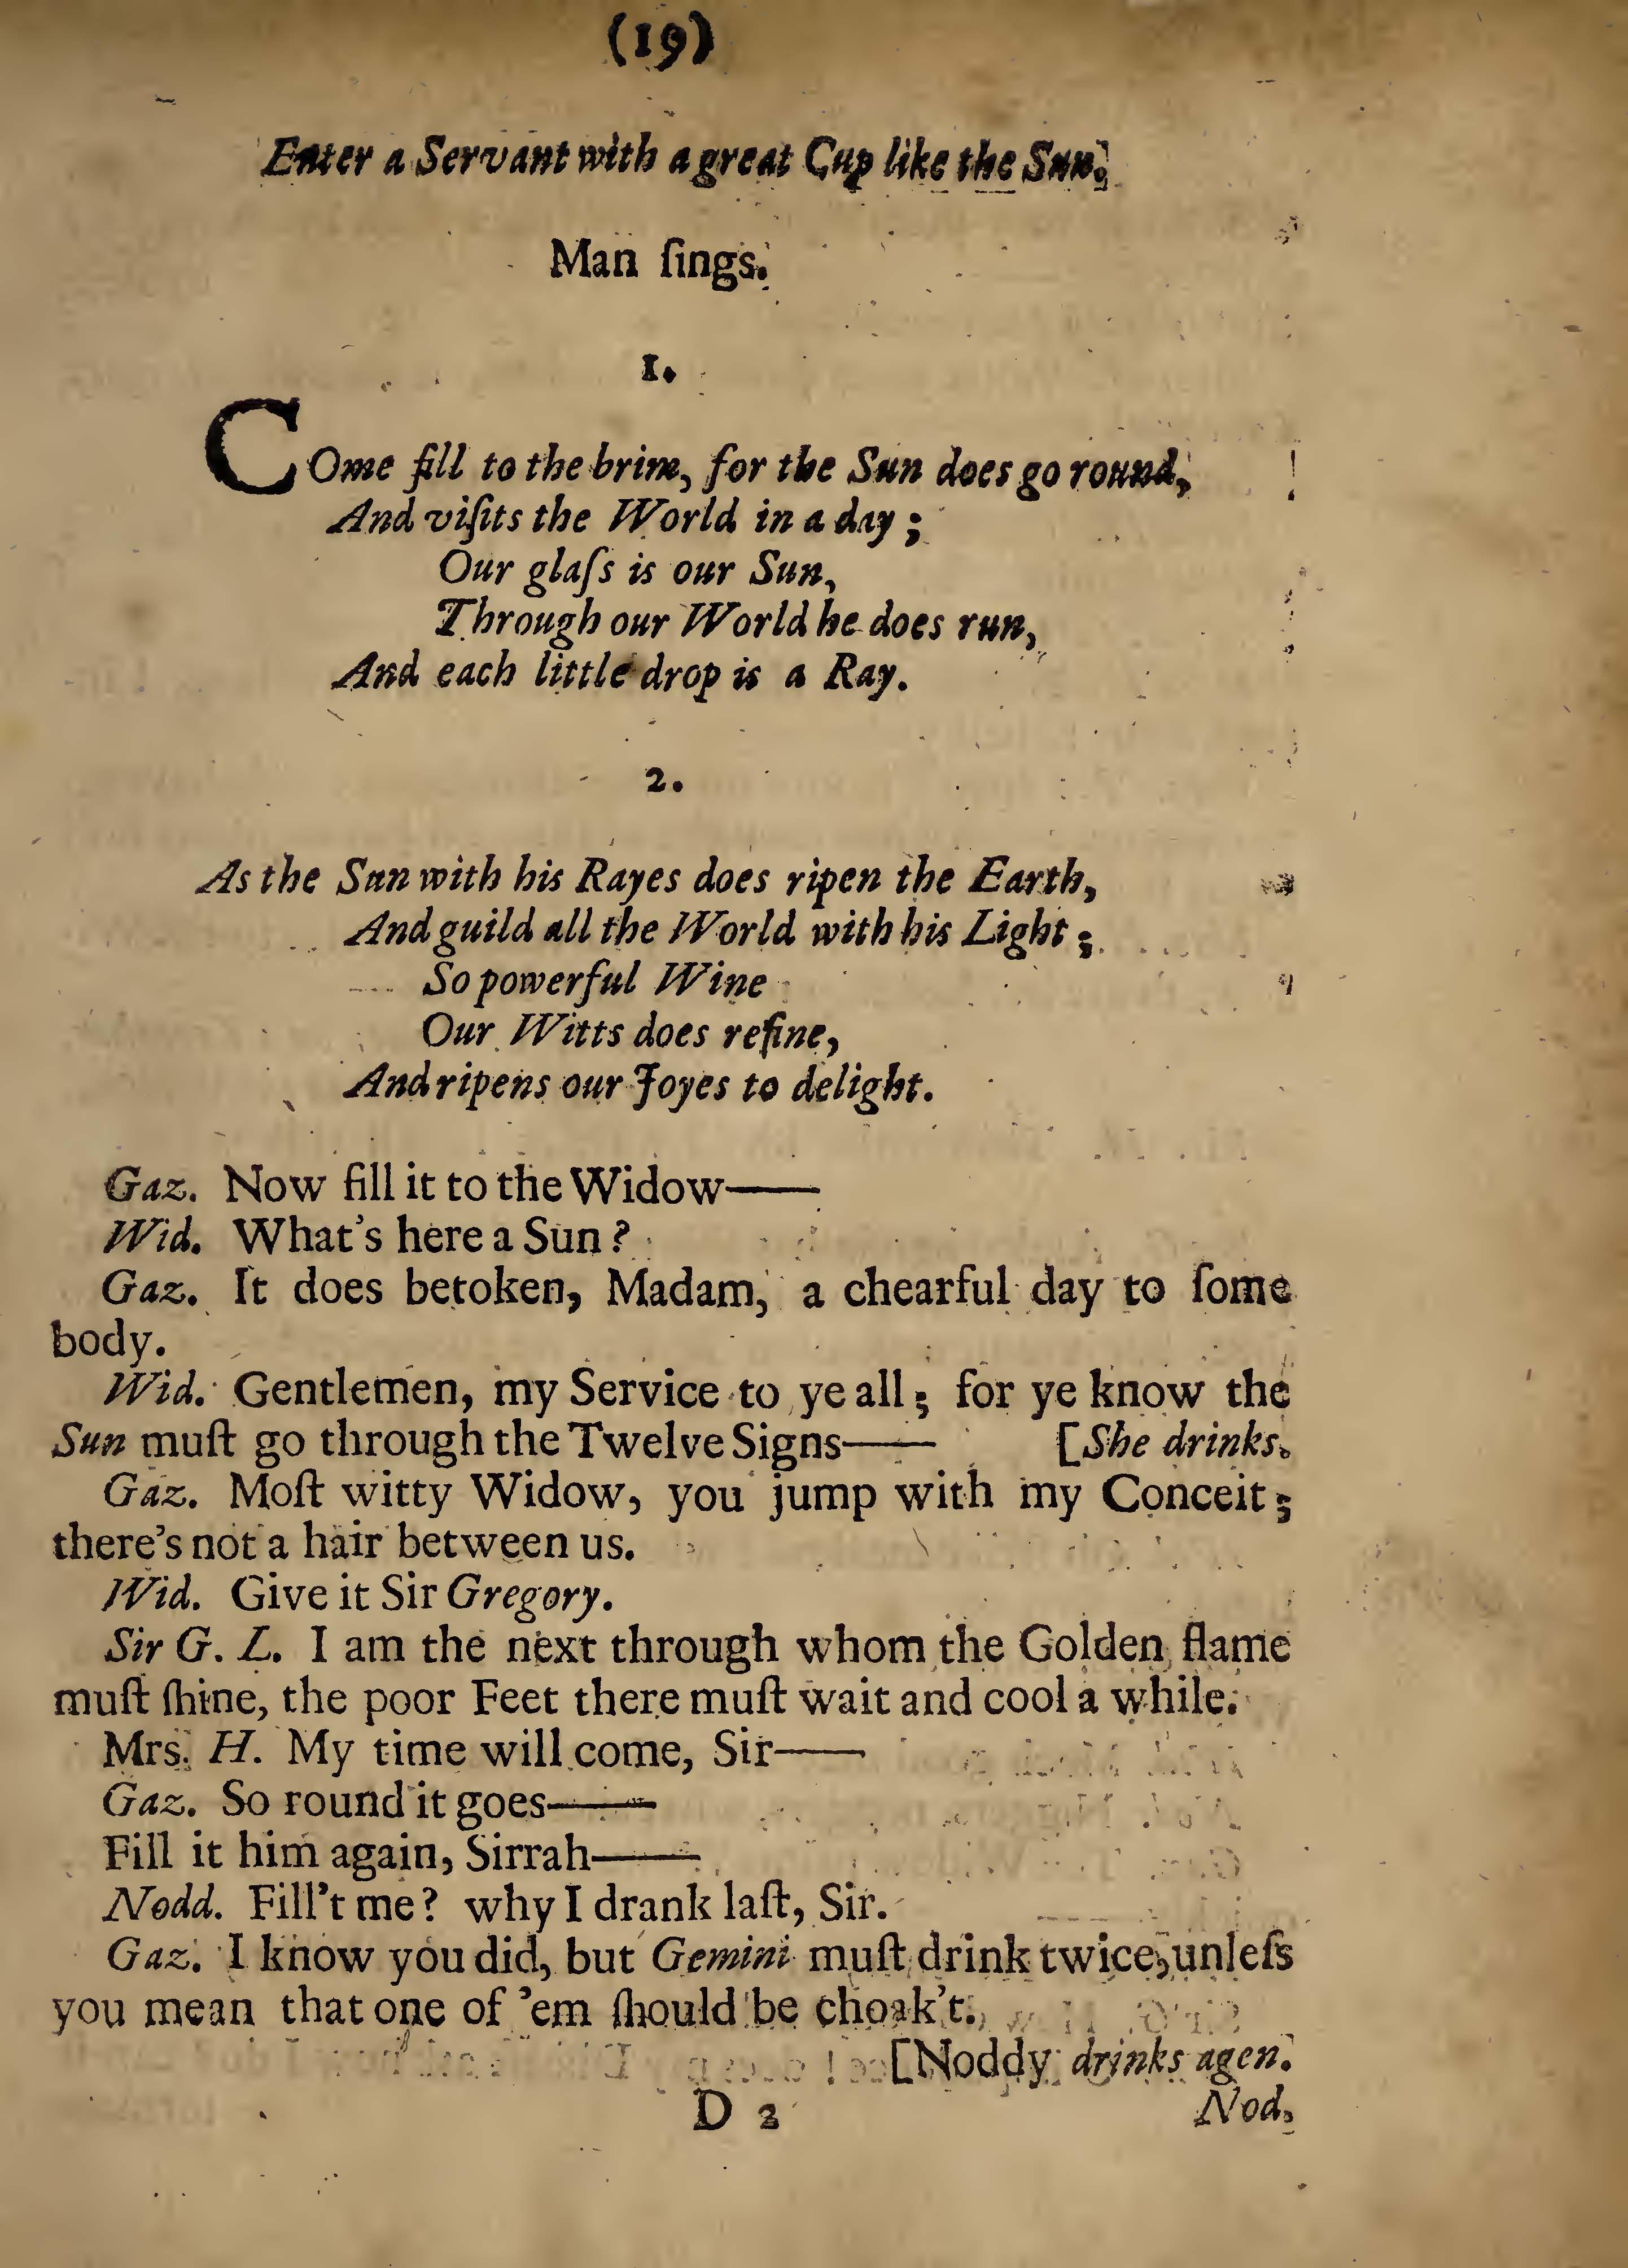 (19)
Enter a Servant with a great Cup like the Sun.
Man ſings.
1.
COme fill to the brim, for the Sun does go round,
And viſits the World in a day;
Our glaſs is our Sun,
Through our World he does run,
And each little drop is a Ray.
2.
As the Sun with his Rayes does ripen the Earth,
And guild all the World with his Light;
So powerful Wine
Our Witts does refine,
And ripens our Joyes to delight.
Gaz. Now fill it to the Widow——
Wid. What's here a Sun?
Gaz. It does betoken, Madam, a chearful day to ſome
body.
Wid. Gentlemen, my Service to ye all; for ye know the
Sun muſt go through the Twelve Signs—— [She drinks.
Gaz. Moſt witty Widow, you jump with my Conceit;
there's not a hair between us.
Wid. Give it Sir Gregory.
Sir G. L. I am the next through whom the Golden flame
muſt ſhine, the poor Feet there muſt wait and cool a while.
Mrs. H. My time will come, Sir——
Gaz. So round it goes——
Fill it him again, Sirrah——
Nodd. Fill't me? why I drank laſt, Sir.
Gaz. I know you did, but Gemini muſt drink twice, unleſs
you mean that one of 'em ſhould be choak't.
[Noddy drinks agen.
D 2 Nod,